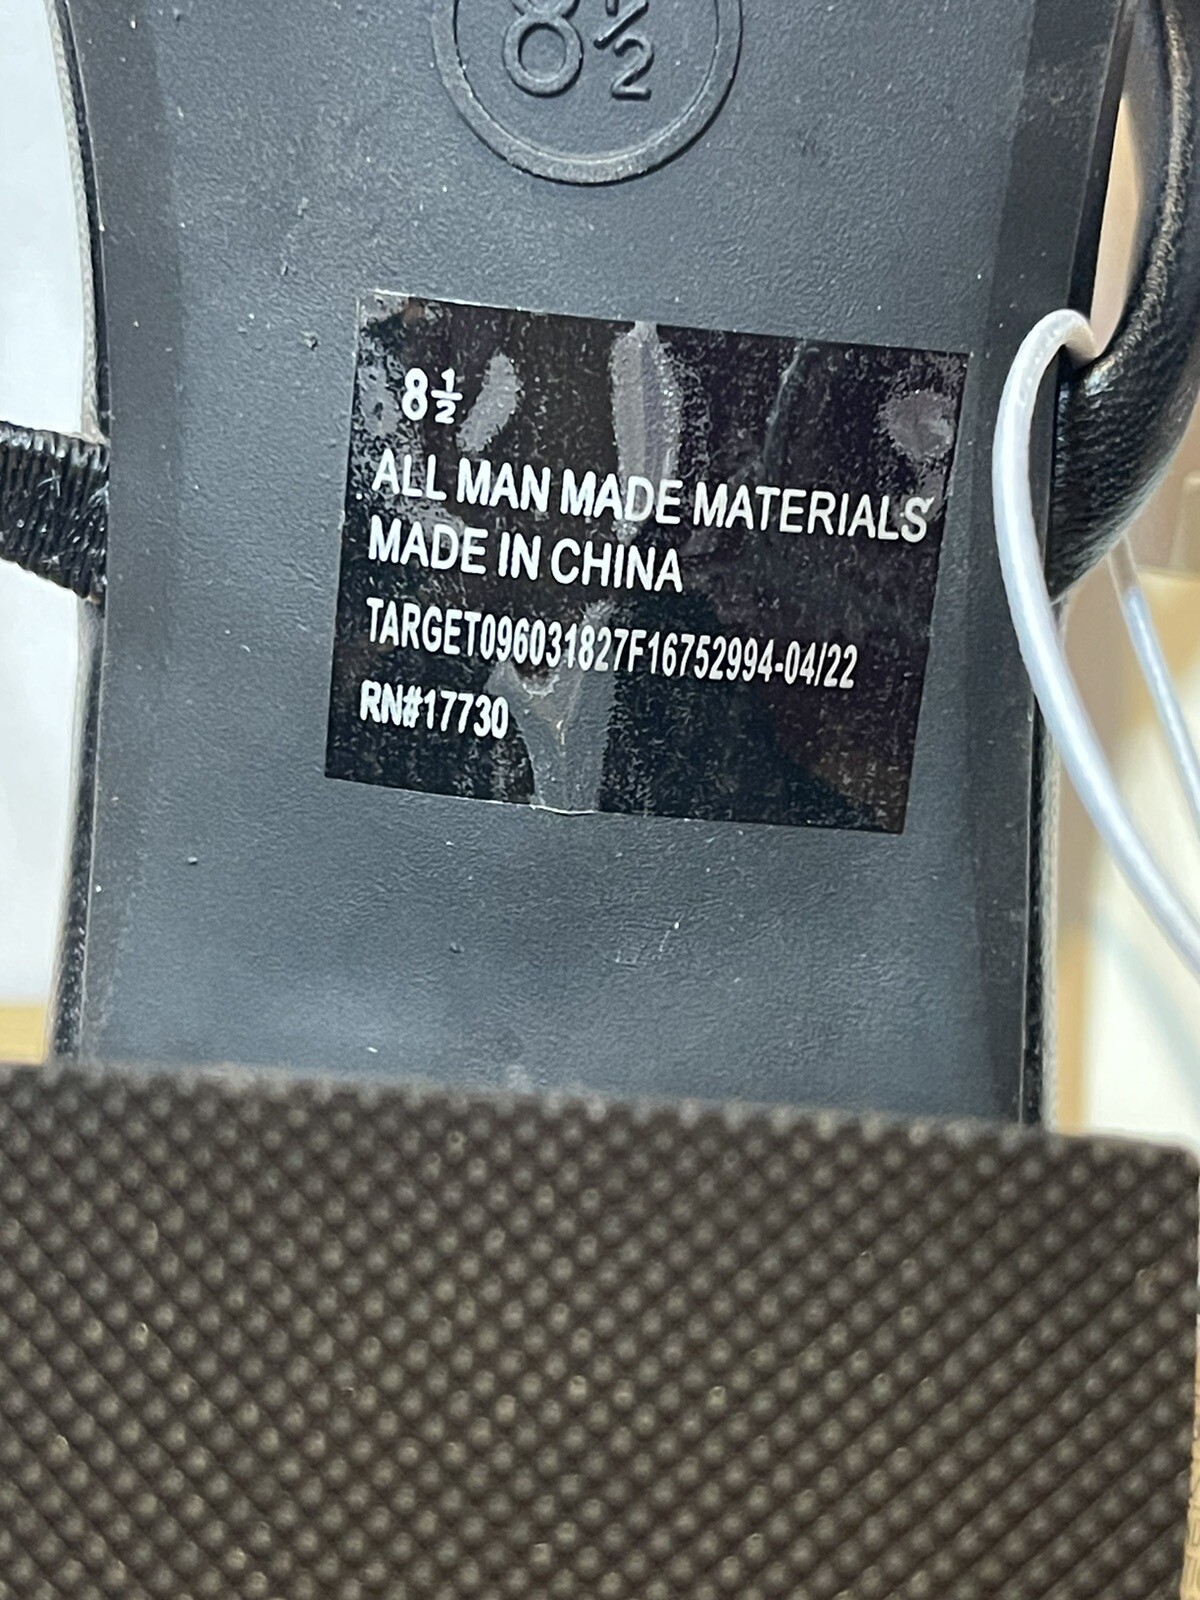 8½
8½
ALL MAN MADE MATERIALS
MADE IN CHINA
TARGET096031827F16752994-04/22
RN#17730